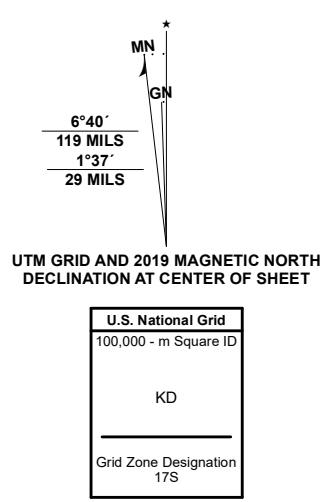 MN
GN
6°40´
119 MILS
1°37´
29 MILS
UTM GRID AND 2019 MAGNETIC NORTH
DECLINATION AT CENTER OF SHEET
U.S. National Grid
100,000 - m Square ID
KD
Grid Zone Designation
17S